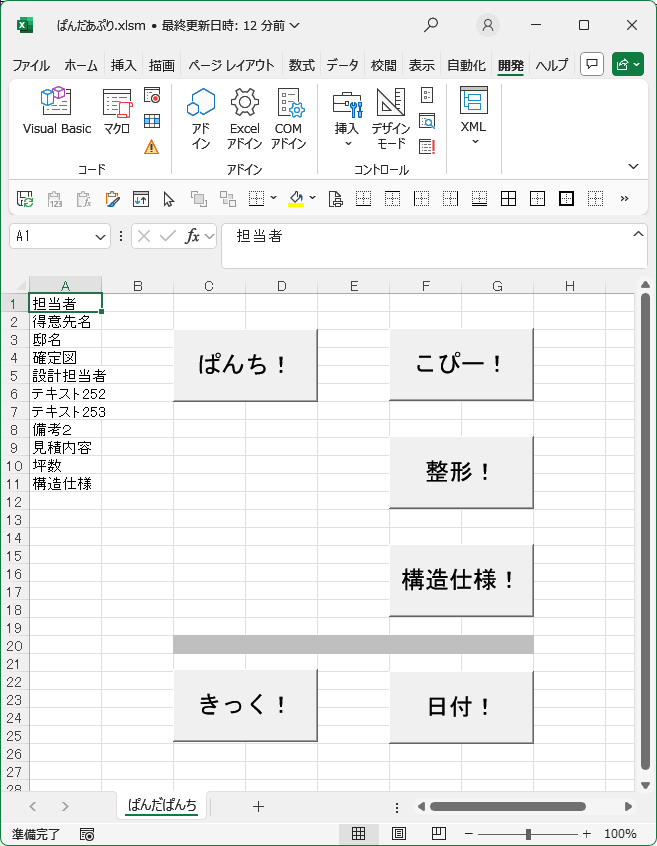 ぱんだあぷり.xlsm • 最終更新日時: 12 分前
ファイル ホーム 挿入 描画 ページ レイアウト 数式 データ 校閲 表示 自動化 開発 ヘルプ
Visual Basic マクロ アドイン Excel アドイン COM アドイン 挿入 デザイン モード XML
コード アドイン コントロール
A1 fx 担当者
A B C D E F G H
1 担当者
2 得意先名
3 邸名
4 確定図
5 設計担当者
6 テキスト252
7 テキスト253
8 備考2
9 見積内容
10 坪数
11 構造仕様
12
13
14
15
16
17
18
19
20
21
22
23
24
25
26
27
28
ぱんち！
こぴー！
整形！
構造仕様！
きっく！
日付！
ぱんだぱんち
準備完了 100%